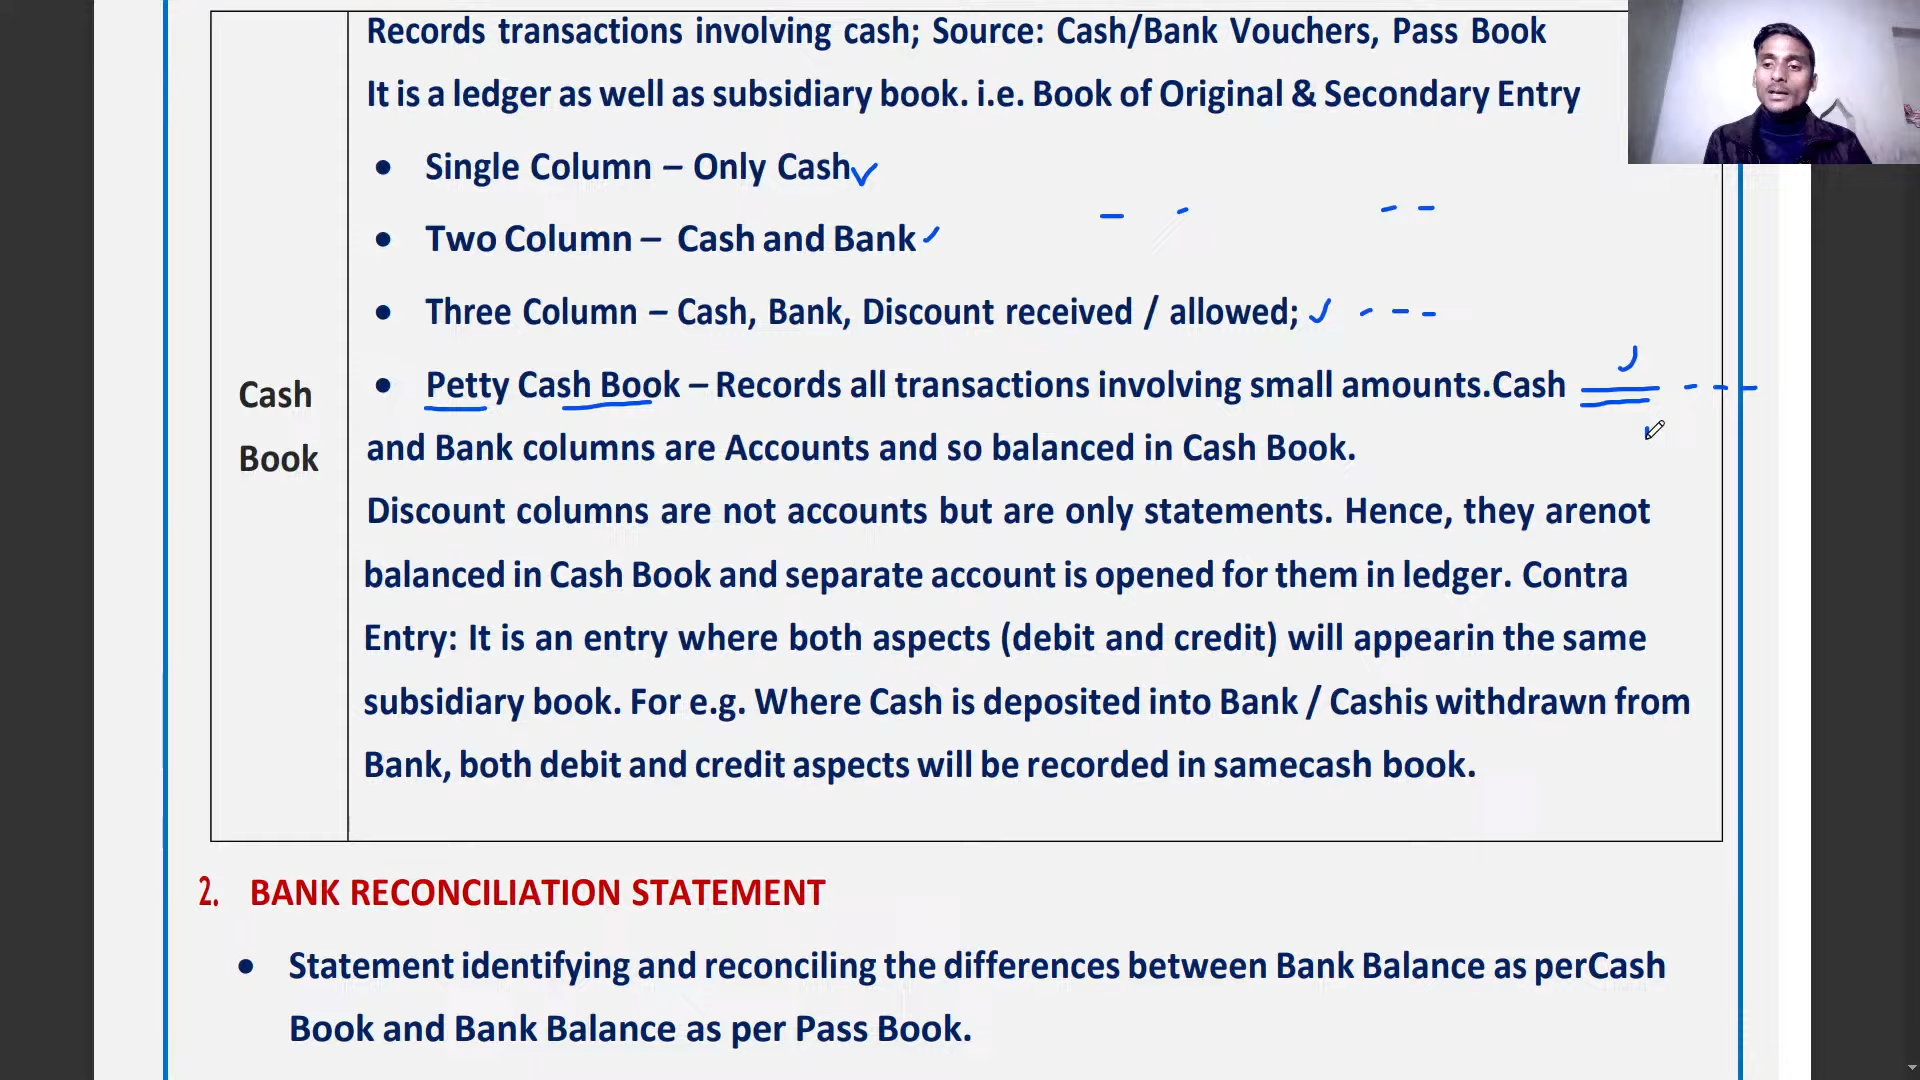 Records transactions involving cash; Source: Cash/Bank Vouchers, Pass Book
It is a ledger as well as subsidiary book. i.e. Book of Original & Secondary Entry
• Single Column – Only Cash
• Two Column – Cash and Bank
• Three Column – Cash, Bank, Discount received / allowed;
• Petty Cash Book – Records all transactions involving small amounts.Cash
and Bank columns are Accounts and so balanced in Cash Book.
Discount columns are not accounts but are only statements. Hence, they arenot
balanced in Cash Book and separate account is opened for them in ledger. Contra
Entry: It is an entry where both aspects (debit and credit) will appearin the same
subsidiary book. For e.g. Where Cash is deposited into Bank / Cashis withdrawn from
Bank, both debit and credit aspects will be recorded in samecash book.
Cash
Book
2. BANK RECONCILIATION STATEMENT
• Statement identifying and reconciling the differences between Bank Balance as perCash
Book and Bank Balance as per Pass Book.